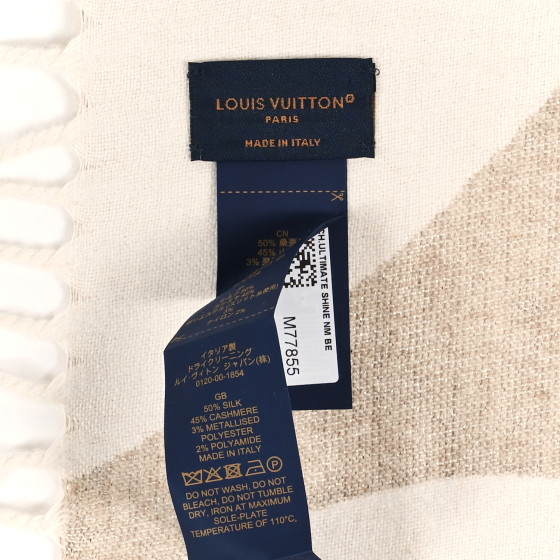 LOUIS VUITTON®
PARIS
MADE IN ITALY
CN
50%
45%
3%
CH.ULTIMATE SHINE NM BE
M77855
イタリア製
ドライクリーニング
ルイ・ヴィトン ジャパン(株)
0120-00-1854
GB
50% SILK
45% CASHMERE
3% METALLISED
POLYESTER
2% POLYAMIDE
MADE IN ITALY
DO NOT WASH, DO NOT
BLEACH, DO NOT TUMBLE
DRY, IRON AT MAXIMUM
SOLE-PLATE
TEMPERATURE OF 110°C,